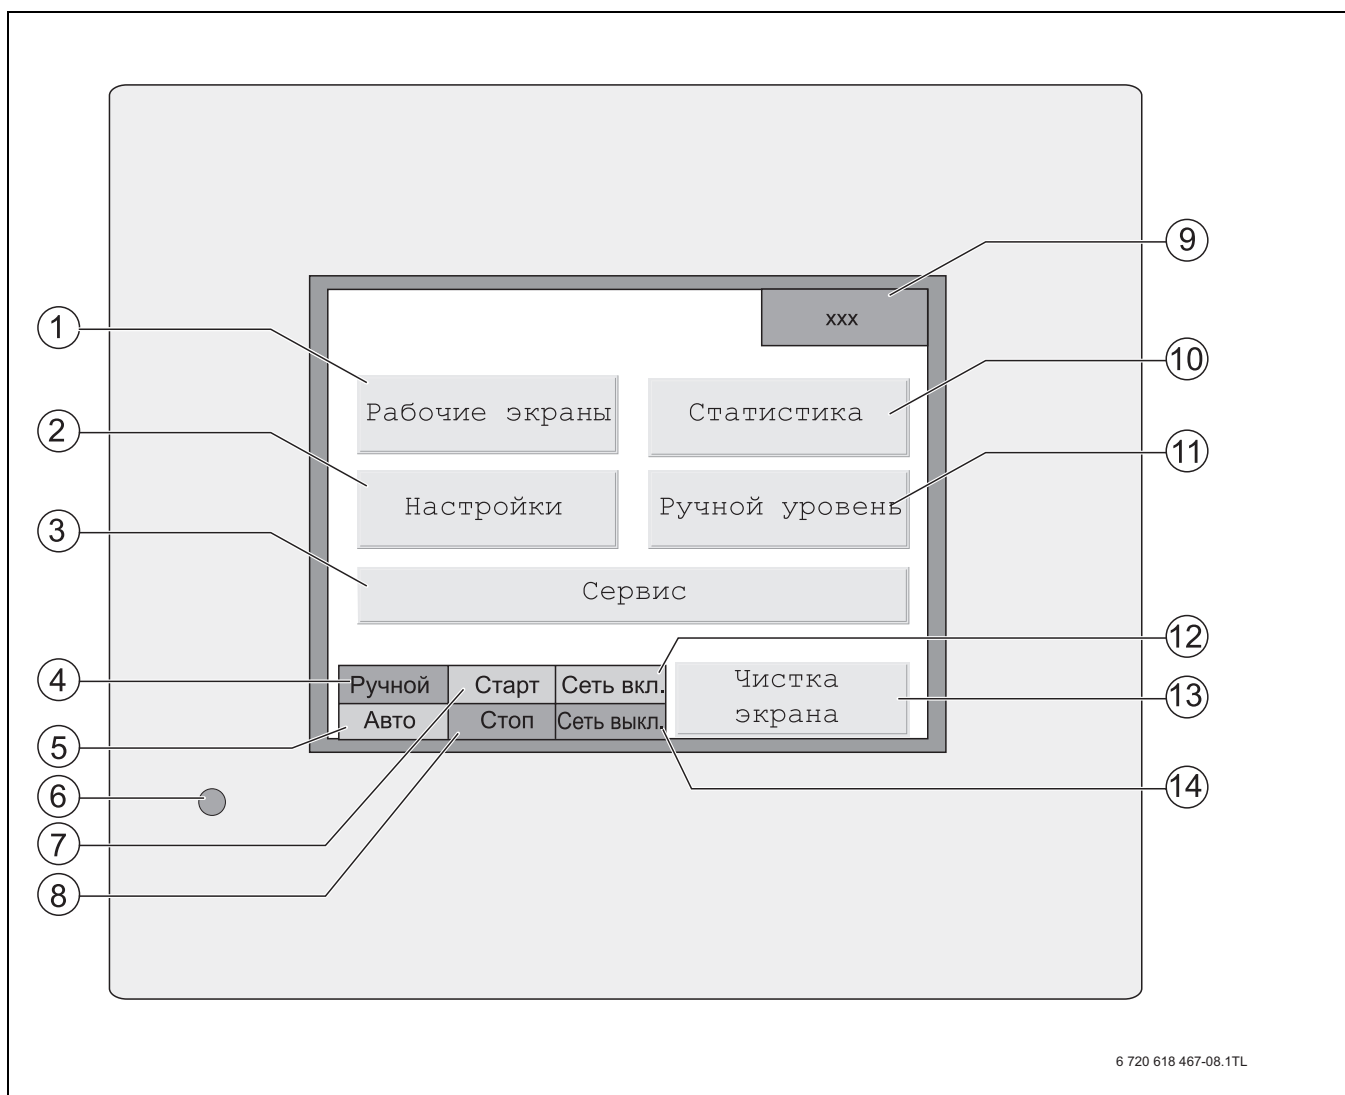 9
xxx
1
10
Рабочие экраны
Статистика
2
11
Настройки
Ручной уровень
3
Сервис
12
4
Ручной
Старт
Сеть вкл.
Чистка
экрана
13
5
Авто
Стоп
Сеть выкл.
6
14
7
8
6 720 618 467-08.1TL